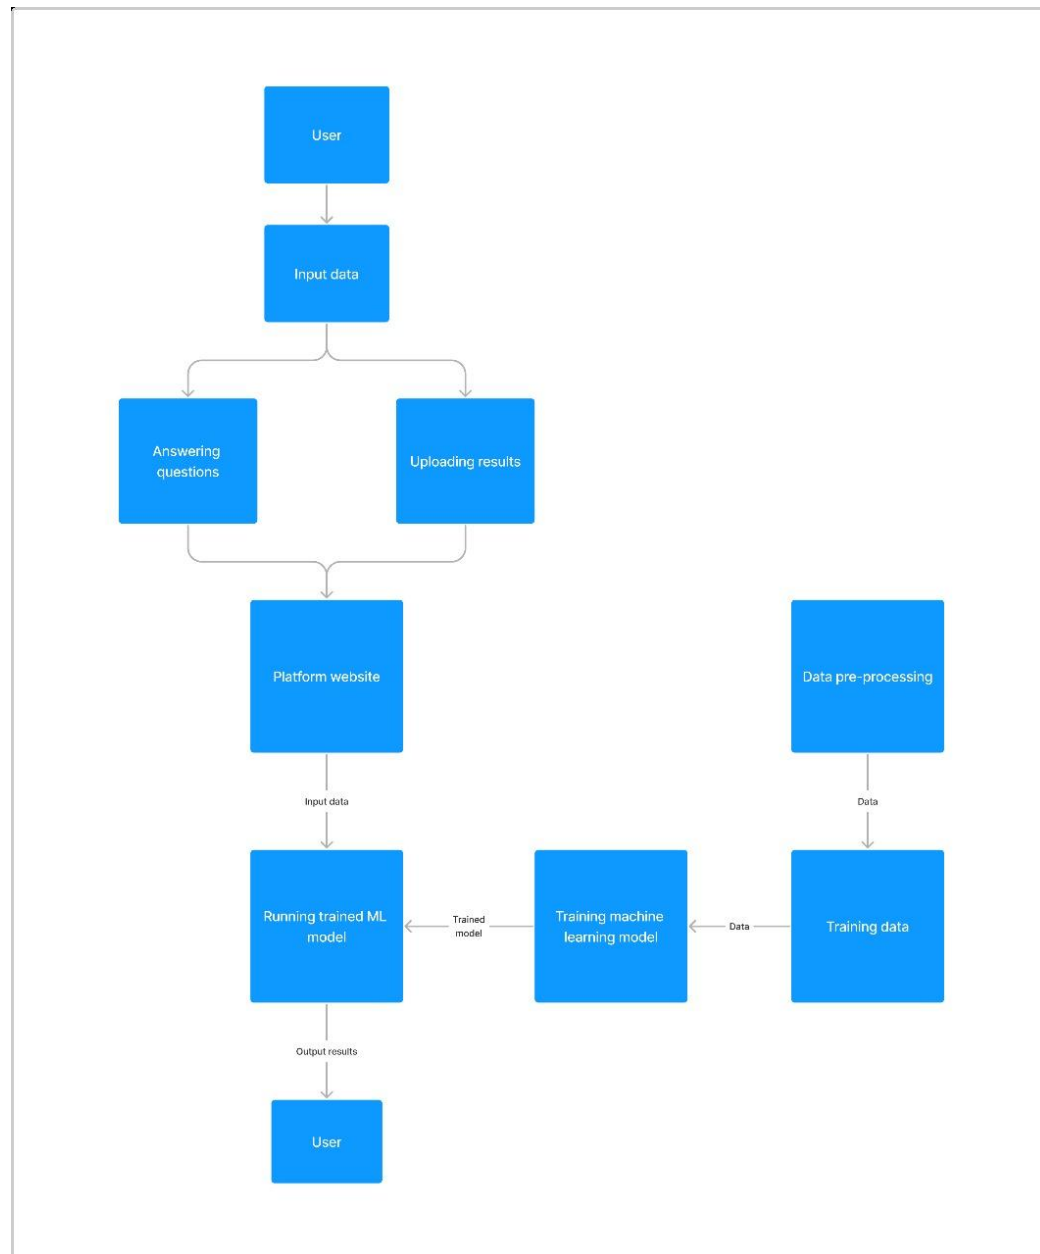 User
Input data
Answering
questions
Uploading results
Platform website
Data pre-processing
Input data
Data
Running trained ML
model
Trained
model
Training machine
learning model
Data
Training data
Output results
User